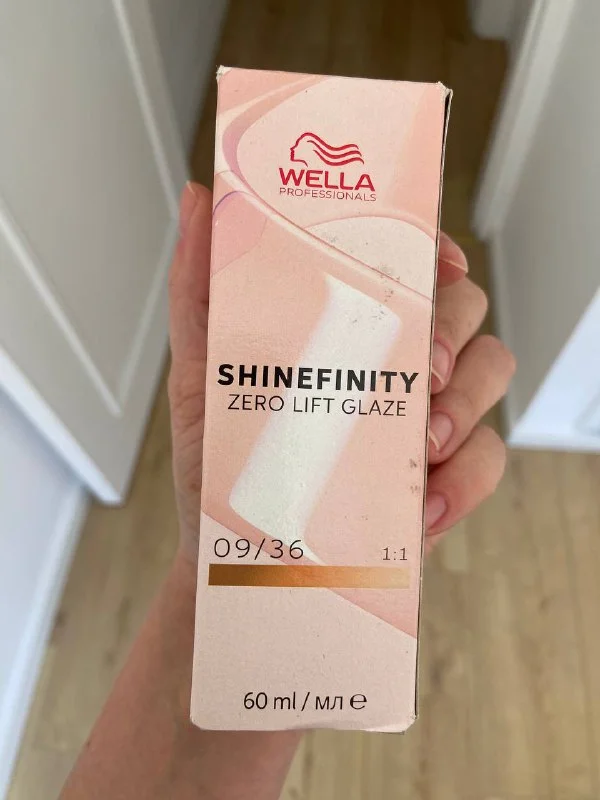 WELLA
PROFESSIONALS
SHINEFINITY
ZERO LIFT GLAZE
09/36 1:1
60 ml / мл e